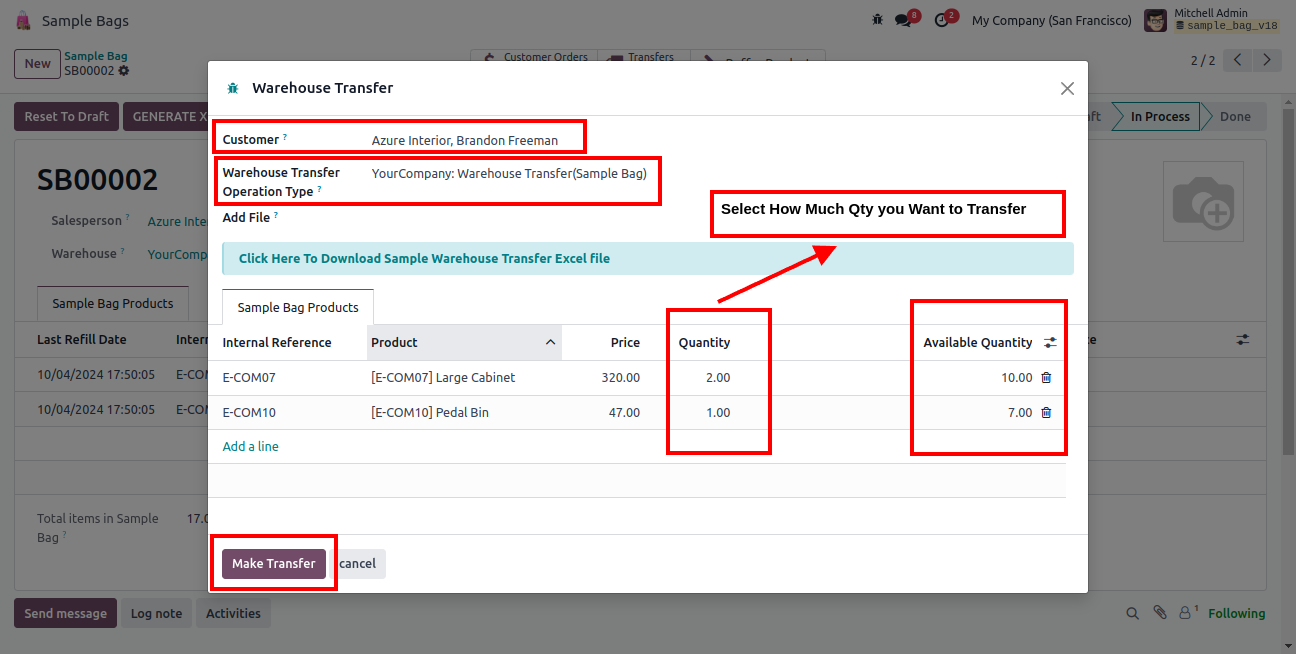 Sample Bags
8
2
My Company (San Francisco)
Mitchell Admin
sample_bag_v18
New
Sample Bag
SB00002
Customer Orders
Transfers
2 / 2
Reset To Draft
GENERATE X
In Process
Done
SB00002
Salesperson ?
Azure Inte
Warehouse ?
YourComp
Sample Bag Products
Last Refill Date
Intern
10/04/2024 17:50:05
E-COM
10/04/2024 17:50:05
E-COM
Total items in Sample
Bag ?
17.0
Warehouse Transfer
Customer ?
Azure Interior, Brandon Freeman
Warehouse Transfer
Operation Type ?
YourCompany: Warehouse Transfer(Sample Bag)
Add File ?
Select How Much Qty you Want to Transfer
Click Here To Download Sample Warehouse Transfer Excel file
Sample Bag Products
Internal Reference
Product
Price
Quantity
Available Quantity
E-COM07
[E-COM07] Large Cabinet
320.00
2.00
10.00
E-COM10
[E-COM10] Pedal Bin
47.00
1.00
7.00
Add a line
Make Transfer
cancel
Send message
Log note
Activities
1
Following